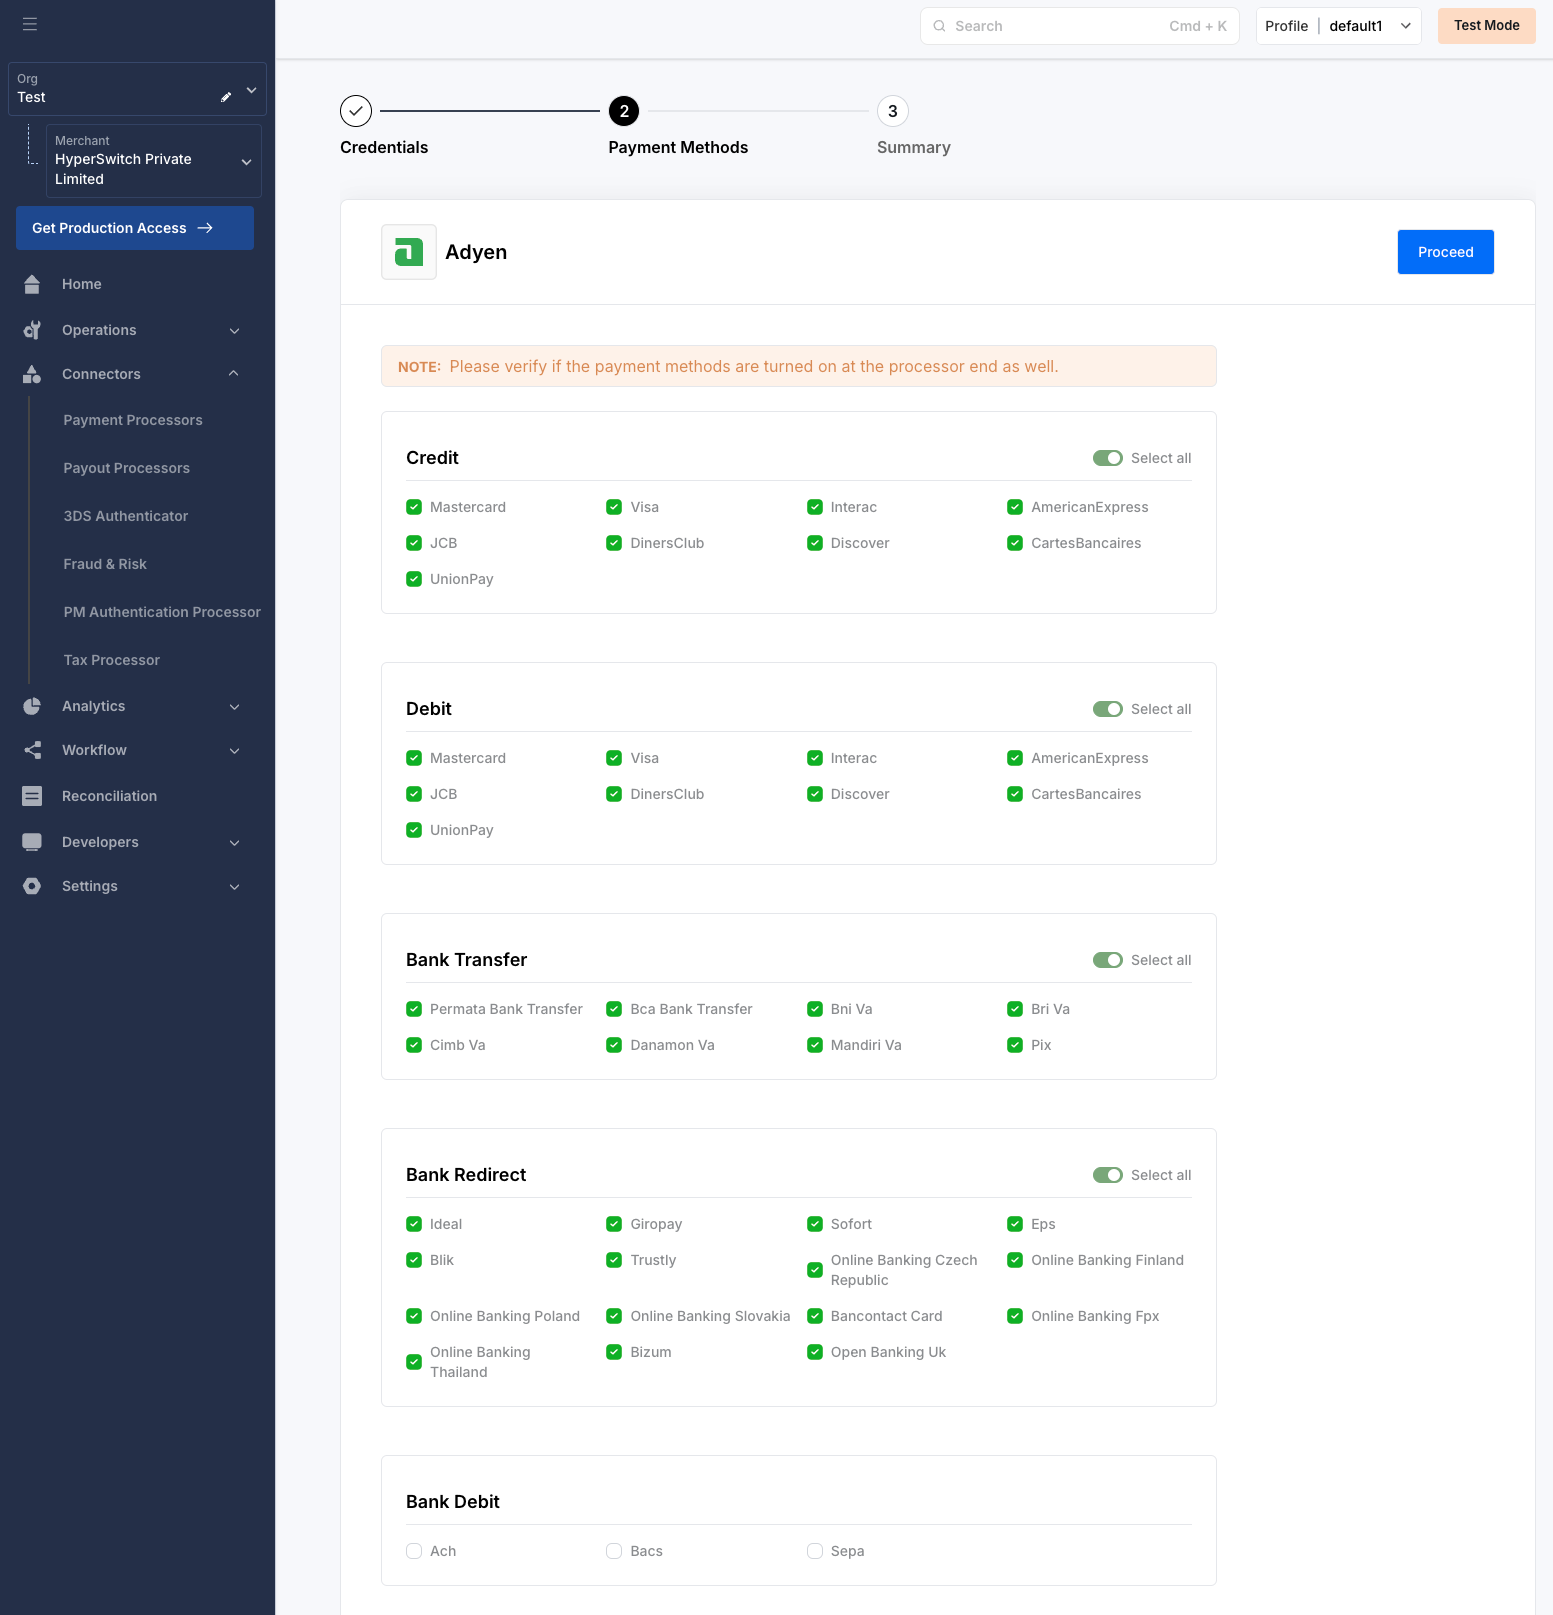 Search
Cmd + K
Profile
default1
Test Mode
Org
Test
Merchant
HyperSwitch Private
Limited
Get Production Access
Home
Operations
Connectors
Payment Processors
Payout Processors
3DS Authenticator
Fraud & Risk
PM Authentication Processor
Tax Processor
Analytics
Workflow
Reconciliation
Developers
Settings
2
3
Credentials
Payment Methods
Summary
Adyen
Proceed
NOTE: Please verify if the payment methods are turned on at the processor end as well.
Credit
Select all
Mastercard
Visa
Interac
AmericanExpress
JCB
DinersClub
Discover
CartesBancaires
UnionPay
Debit
Select all
Mastercard
Visa
Interac
AmericanExpress
JCB
DinersClub
Discover
CartesBancaires
UnionPay
Bank Transfer
Select all
Permata Bank Transfer
Bca Bank Transfer
Bni Va
Bri Va
Cimb Va
Danamon Va
Mandiri Va
Pix
Bank Redirect
Select all
Ideal
Giropay
Sofort
Eps
Blik
Trustly
Online Banking Czech
Republic
Online Banking Finland
Online Banking Poland
Online Banking Slovakia
Bancontact Card
Online Banking Fpx
Online Banking
Thailand
Bizum
Open Banking Uk
Bank Debit
Ach
Bacs
Sepa